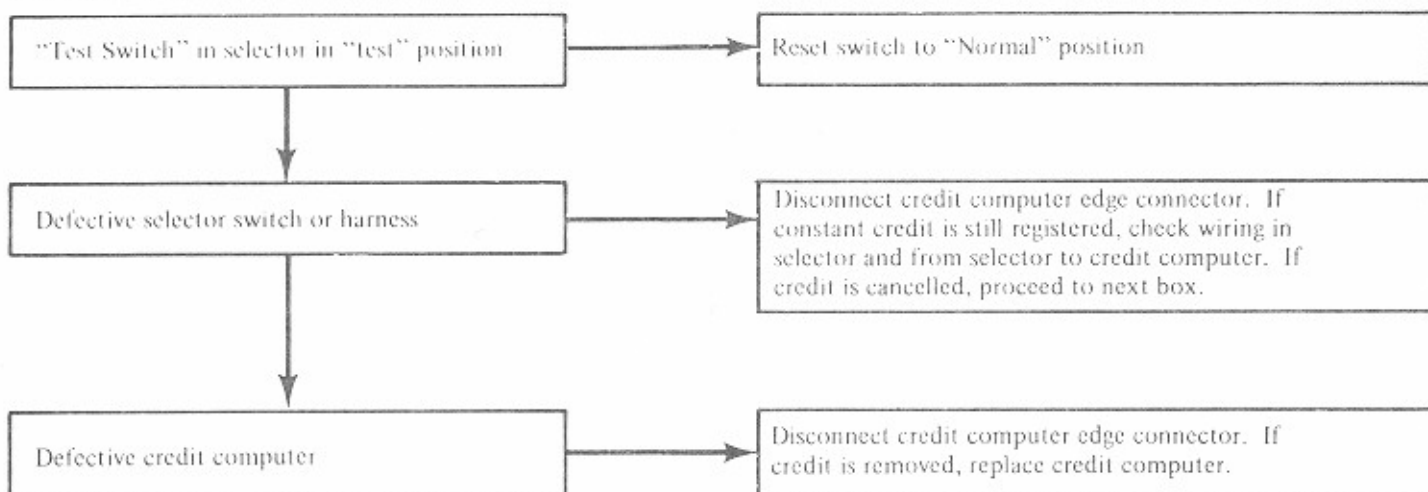 "Test Switch" in selector in "test" position
Reset switch to "Normal" position
Defective selector switch or harness
Disconnect credit computer edge connector. If
constant credit is still registered, check wiring in
selector and from selector to credit computer. If
credit is cancelled, proceed to next box.
Defective credit computer
Disconnect credit computer edge connector. If
credit is removed, replace credit computer.